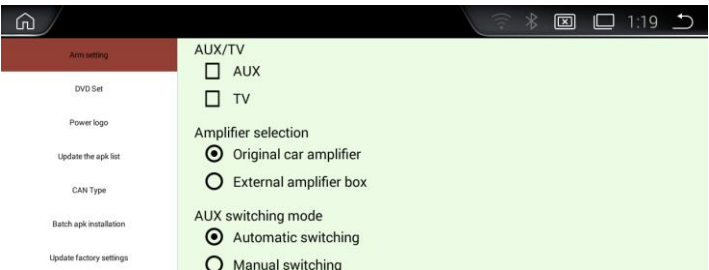 1:19
Arm setting
DVD Set
Power logo
Update the apk list
CAN Type
Batch apk installation
Update factory settings
AUX/TV
AUX
TV
Amplifier selection
Original car amplifier
External amplifier box
AUX switching mode
Automatic switching
Manual switching